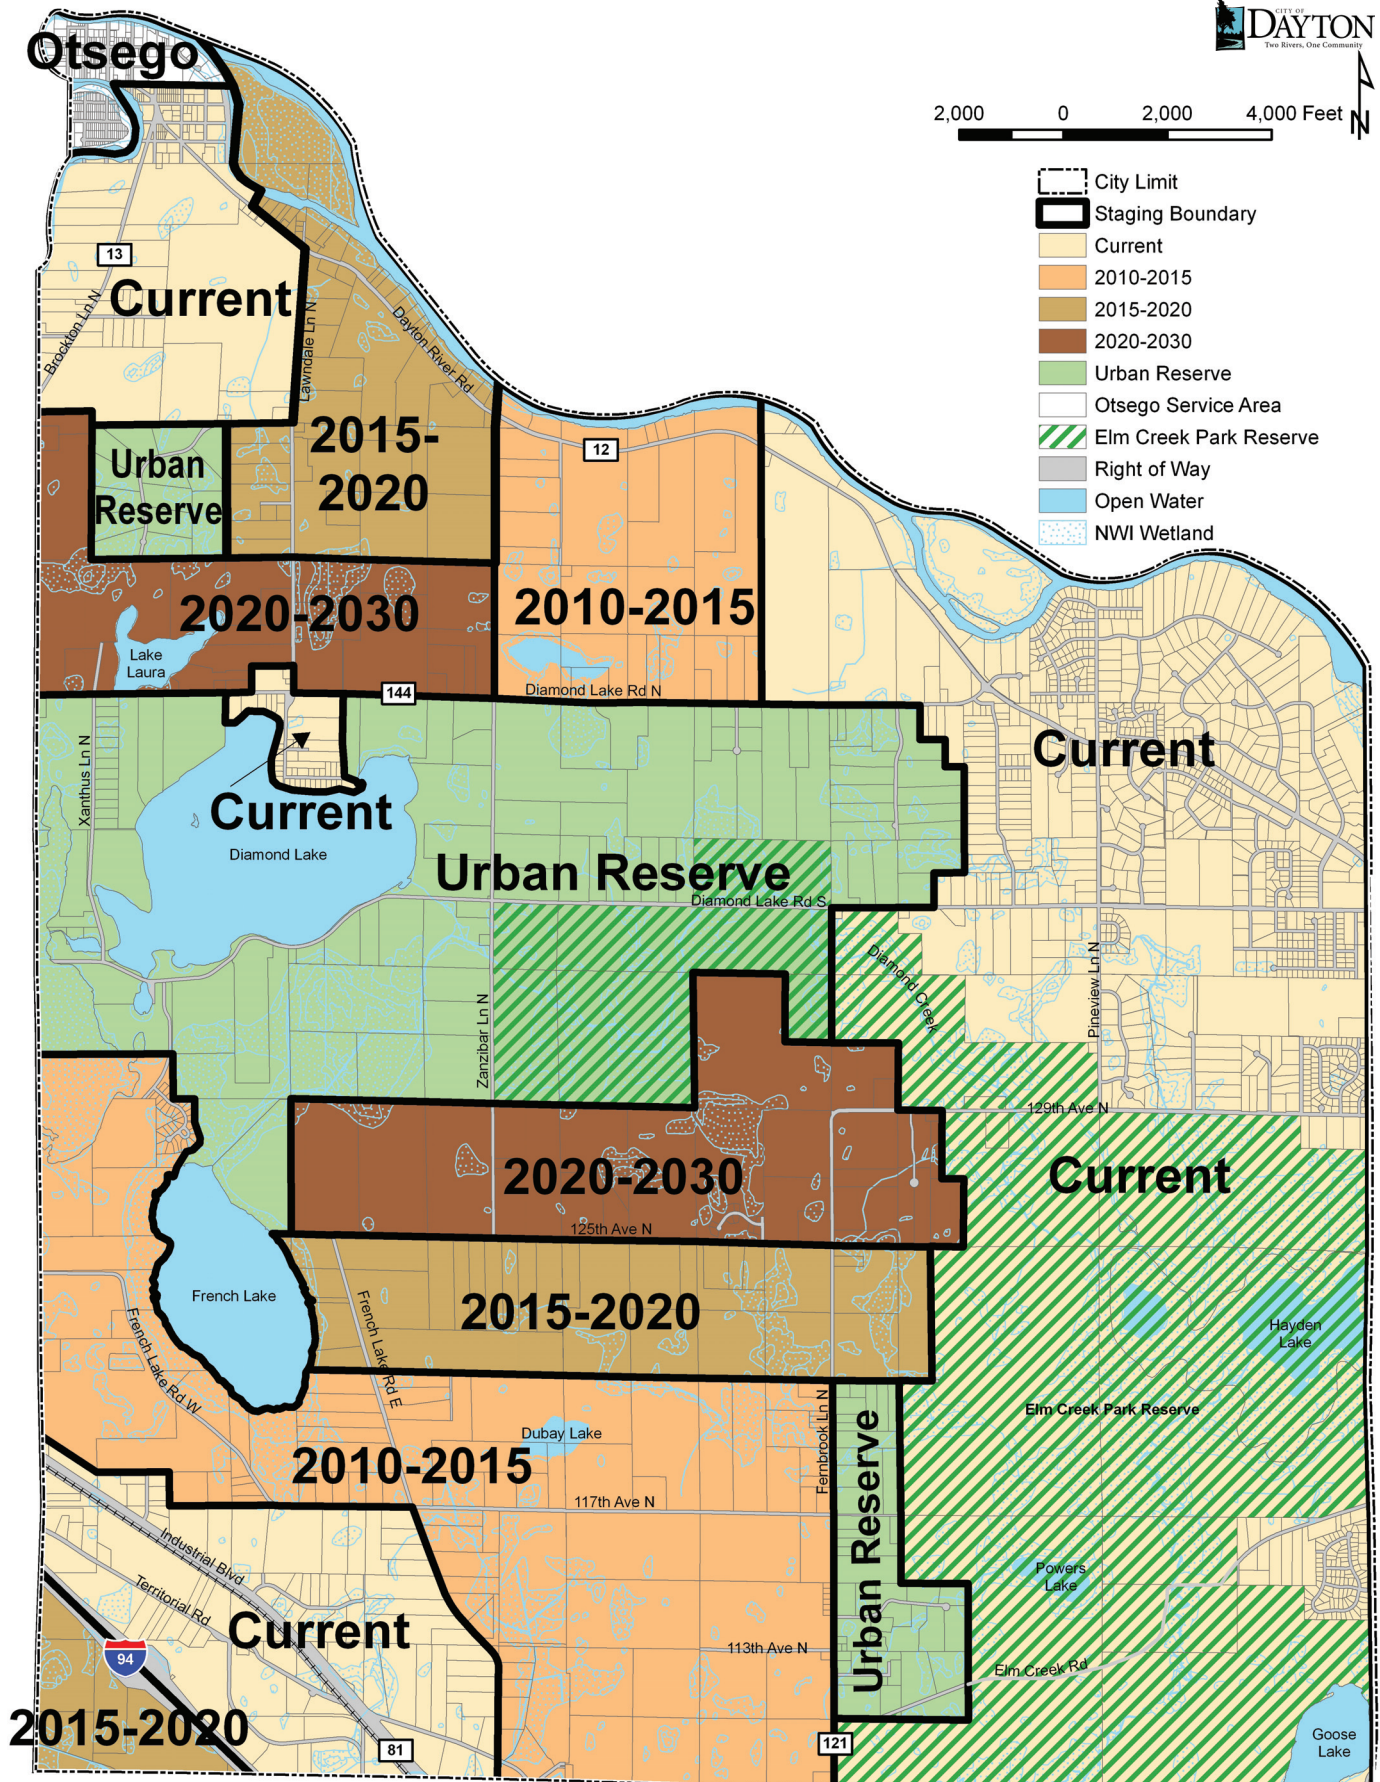 CITY OF
DAYTON
Two Rivers, One Community
Otsego
2,000 0 2,000 4,000 Feet
N
City Limit
Staging Boundary
Current
2010-2015
2015-2020
2020-2030
Urban Reserve
Otsego Service Area
Elm Creek Park Reserve
Right of Way
Open Water
NWI Wetland
13
Current
Brockton Ln N
Lawndale Ln N
Dayton River Rd
2015-
2020
12
Urban
Reserve
2020-2030
2010-2015
Lake
Laura
144
Diamond Lake Rd N
Xanthus Ln N
Current
Current
Diamond Lake
Urban Reserve
Diamond Lake Rd S
Diamond Creek
Pineview Ln N
Zanzibar Ln N
129th Ave N
2020-2030
Current
125th Ave N
French Lake
2015-2020
Hayden
Lake
French Lake Rd W
French Lake Rd E
Elm Creek Park Reserve
Dubay Lake
Fernbrook Ln N
2010-2015
117th Ave N
Urban Reserve
Industrial Blvd
Territorial Rd
Powers
Lake
Current
113th Ave N
94
Elm Creek Rd
2015-2020
81
121
Goose
Lake